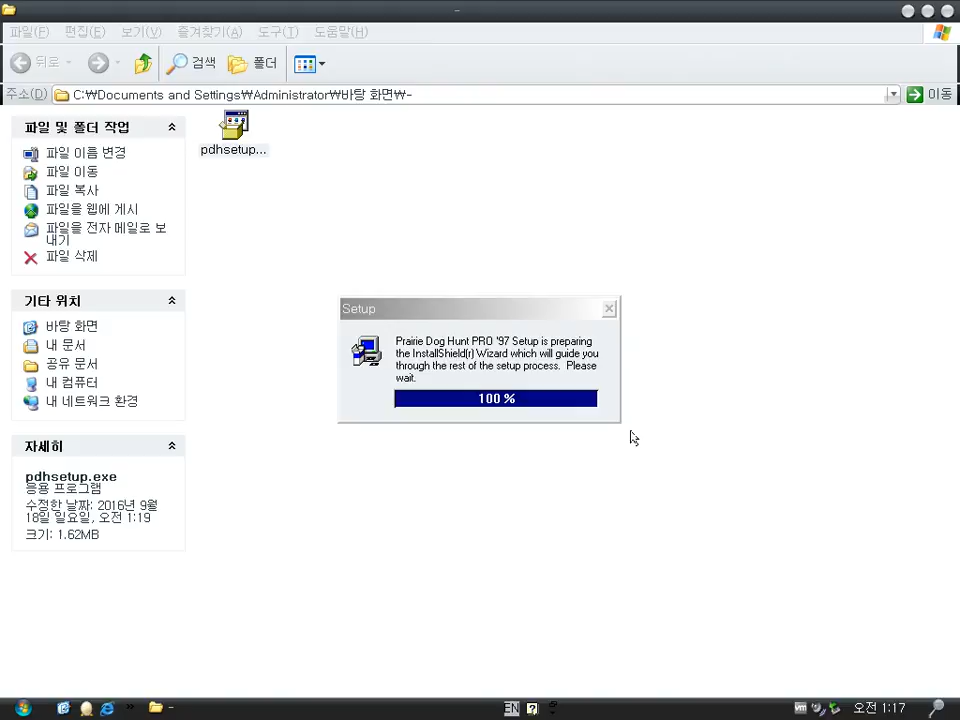 -
파일(F) 편집(E) 보기(V) 즐겨찾기(A) 도구(T) 도움말(H)
뒤로 검색 폴더
주소(D) C:\Documents and Settings\Administrator\바탕 화면\- 이동
파일 및 폴더 작업
파일 이름 변경
파일 이동
파일 복사
파일을 웹에 게시
파일을 전자 메일로 보
내기
파일 삭제
기타 위치
바탕 화면
내 문서
공유 문서
내 컴퓨터
내 네트워크 환경
자세히
pdhsetup.exe
응용 프로그램
수정한 날짜: 2016년 9월
18일 일요일, 오전 1:19
크기: 1.62MB
pdhsetup...
Setup
Prairie Dog Hunt PRO '97 Setup is preparing
the InstallShield(r) Wizard which will guide you
through the rest of the setup process. Please
wait.
100 %
- EN 오전 1:17